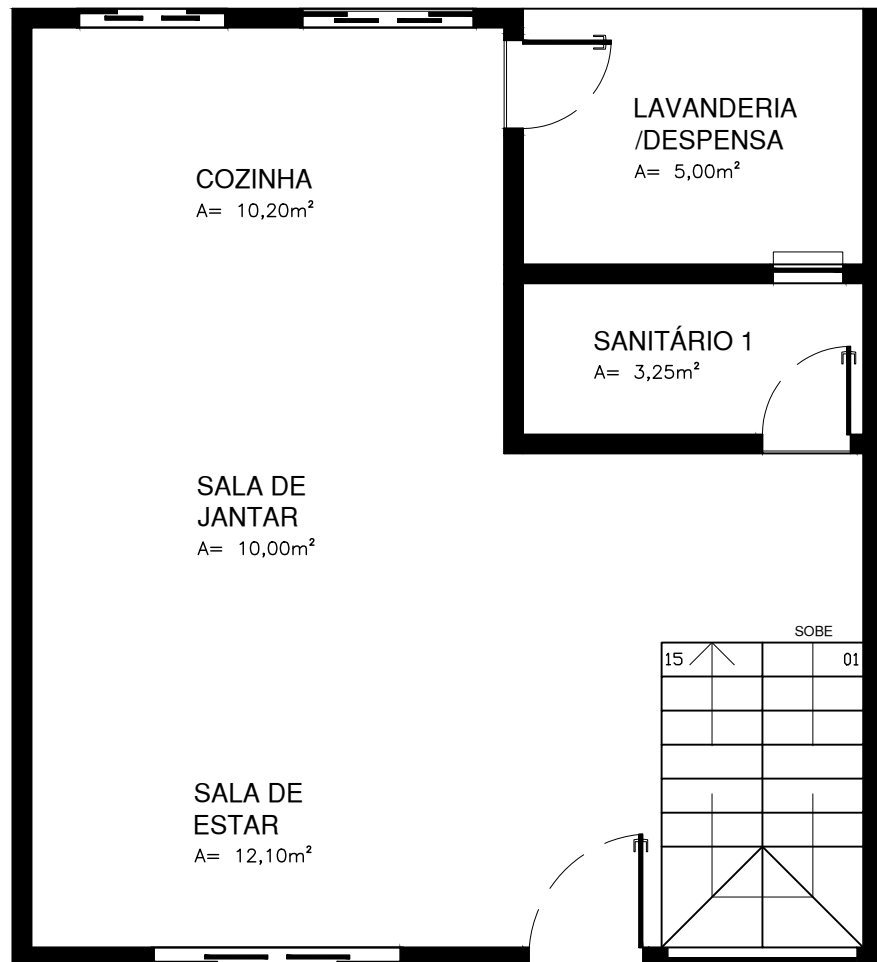 LAVANDERIA
/DESPENSA
A= 5,00m²
COZINHA
A= 10,20m²
SANITÁRIO 1
A= 3,25m²
SALA DE
JANTAR
A= 10,00m²
SOBE
15
01
SALA DE
ESTAR
A= 12,10m²